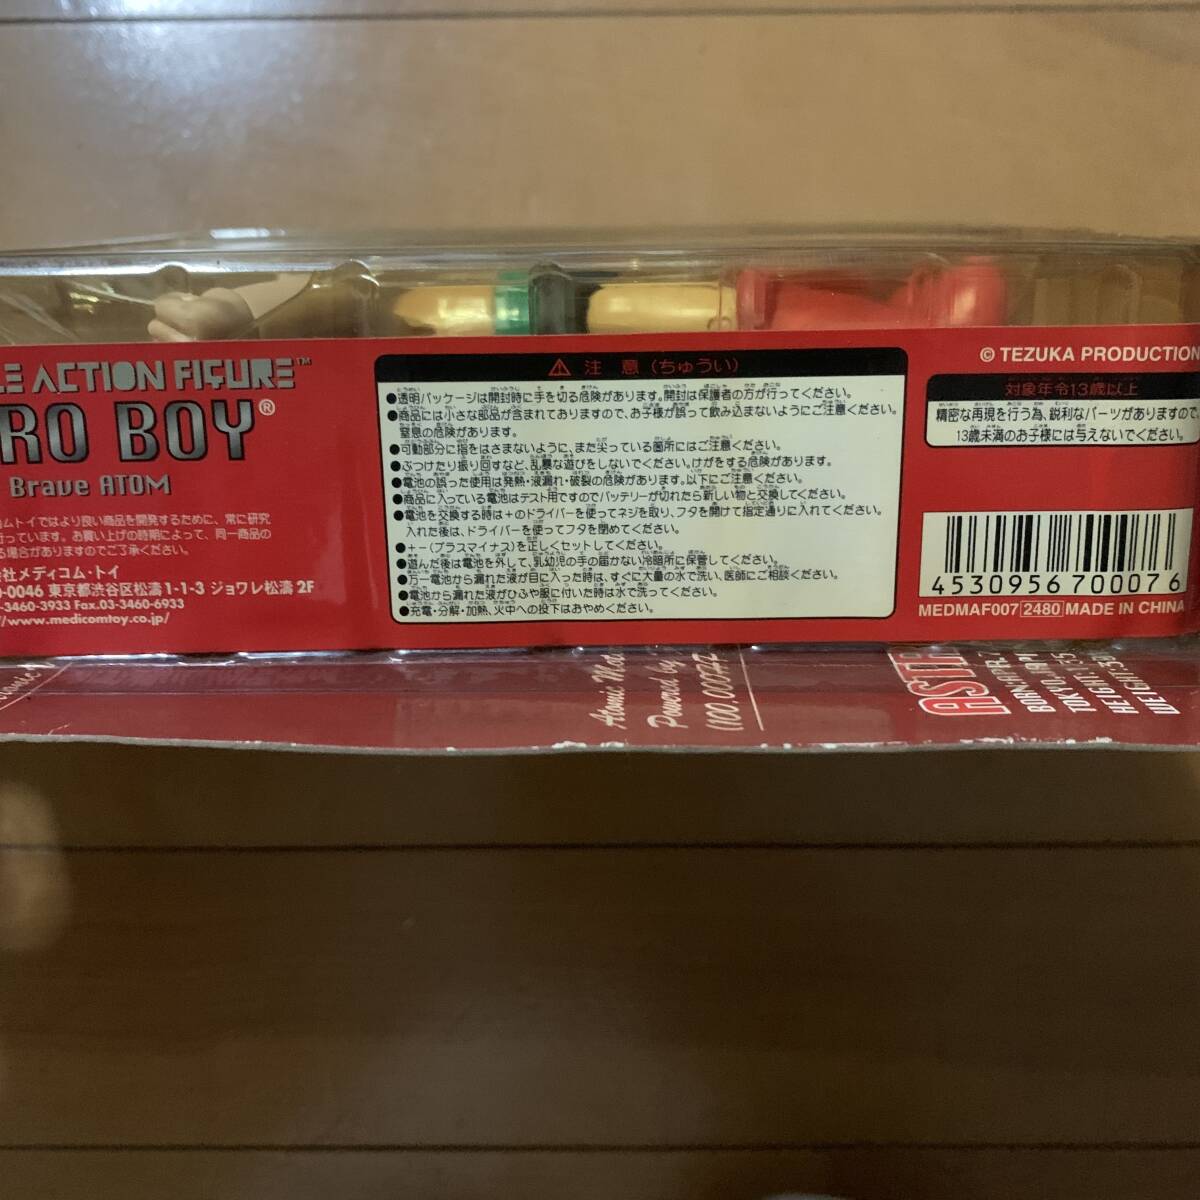 LE ACTION FIGURE™
RO BOY®
Brave ATOM
ムトイではより良い商品を開発するために、常に研究
行っています。お買い上げの時期によって、同一商品の
る場合がありますのでご了承ください。
社メディコム・トイ
0-0046 東京都渋谷区松濤1-1-3 ジョワレ松濤 2F
-3460-3933 Fax.03-3460-6933
//www.medicomtoy.co.jp/
⚠ 注 意（ちゅうい）
●透明パッケージは開封時に手を切る危険があります。開封は保護者の方が行ってください。
●商品には小さな部品が含まれておりますので、お子様が誤って飲み込まないようにご注意ください。
窒息の危険があります。
●可動部分に指をはさまないように、また尖っている箇所にはご注意ください。
●ぶつけたり振り回すなど、乱暴な遊びをしないでください。けがをする危険があります。
●電池の誤った使用は発熱・液漏れ・破裂の危険があります。以下にご注意ください。
●商品に入っている電池はテスト用ですのでバッテリーが切れたら新しい物と交換してください。
●電池を交換する時は＋のドライバーを使ってネジを取り、フタを開けて指定通りに入れてください。
入れた後は、ドライバーを使ってフタを閉めてください。
●＋－（プラスマイナス）を正しくセットしてください。
●遊んだ後は電池を外して、乳幼児の手の届かない冷暗所に保管してください。
●万一電池から漏れた液が目に入った時は、すぐに大量の水で洗い、医師にご相談ください。
●電池から漏れた液がひふや服に付いた時は水で洗ってください。
●充電・分解・加熱、火中への投下はおやめください。
© TEZUKA PRODUCTION
対象年令13歳以上
精密な再現を行う為、鋭利なパーツがありますので
13歳未満のお子様には与えないでください。
4530956700076
MEDMAF007 2480 MADE IN CHINA
Powered by